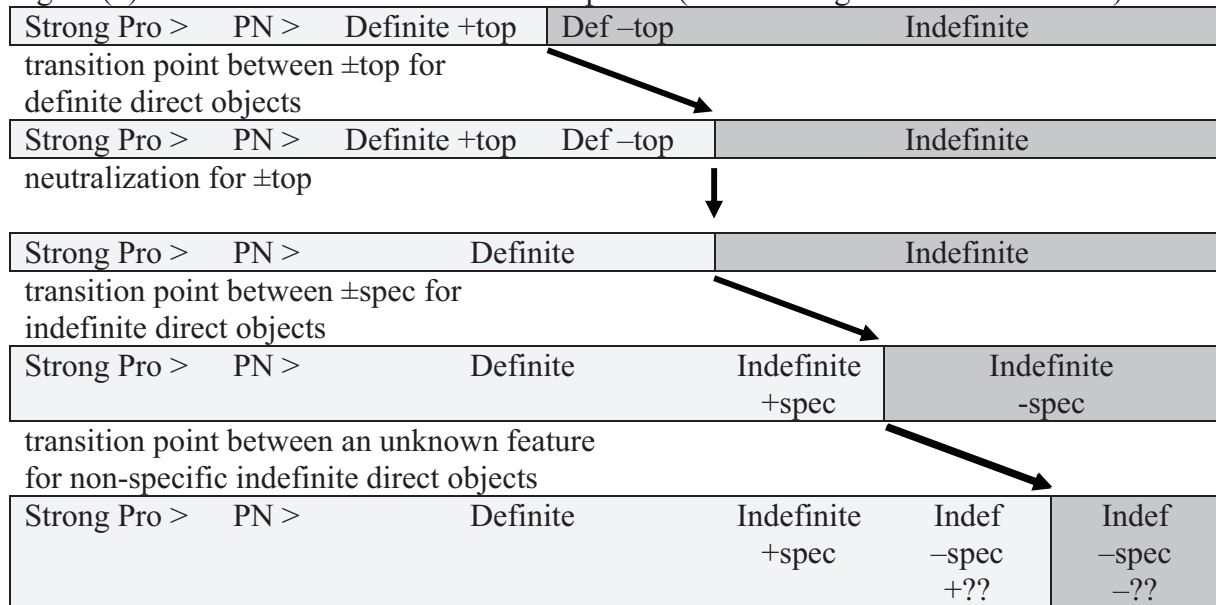 Strong Pro > PN > Definite +top Def –top Indefinite
transition point between ±top for
definite direct objects
Strong Pro > PN > Definite +top Def –top Indefinite
neutralization for ±top
Strong Pro > PN > Definite Indefinite
transition point between ±spec for
indefinite direct objects
Strong Pro > PN > Definite Indefinite Indefinite
+spec -spec
transition point between an unknown feature
for non-specific indefinite direct objects
Strong Pro > PN > Definite Indefinite Indef Indef
+spec –spec –spec
+?? –??